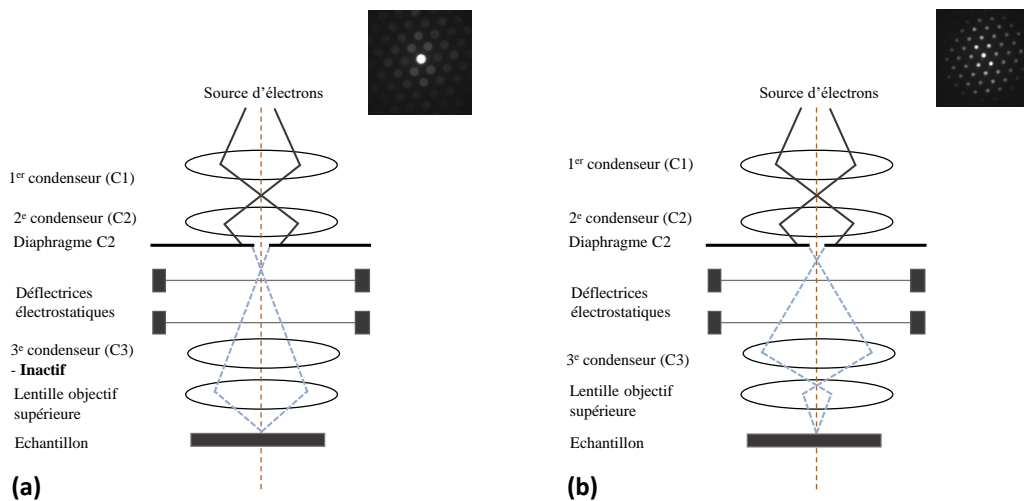 Source d'électrons
1er condenseur (C1)
2e condenseur (C2)
Diaphragme C2
Déflectrices
électrostatiques
3e condenseur (C3)
- Inactif
Lentille objectif
supérieure
Echantillon
(a)
Source d'électrons
1er condenseur (C1)
2e condenseur (C2)
Diaphragme C2
Déflectrices
électrostatiques
3e condenseur (C3)
Lentille objectif
supérieure
Echantillon
(b)